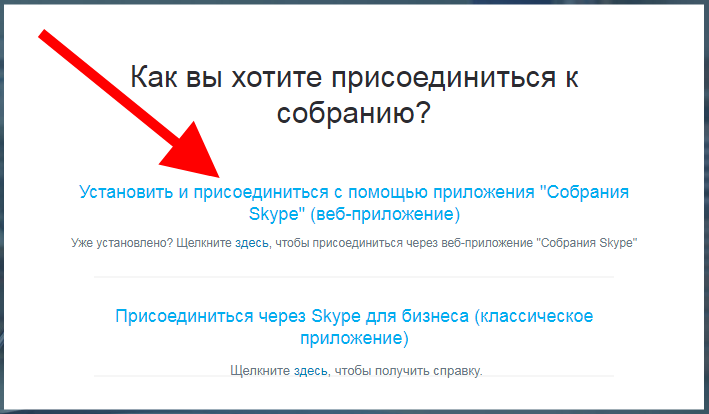 Как вы хотите присоединиться к
собранию?
Установить и присоединиться с помощью приложения "Собрания
Skype" (веб-приложение)
Уже установлено? Щелкните здесь, чтобы присоединиться через веб-приложение "Собрания Skype"
Присоединиться через Skype для бизнеса (классическое
приложение)
Щелкните здесь, чтобы получить справку.